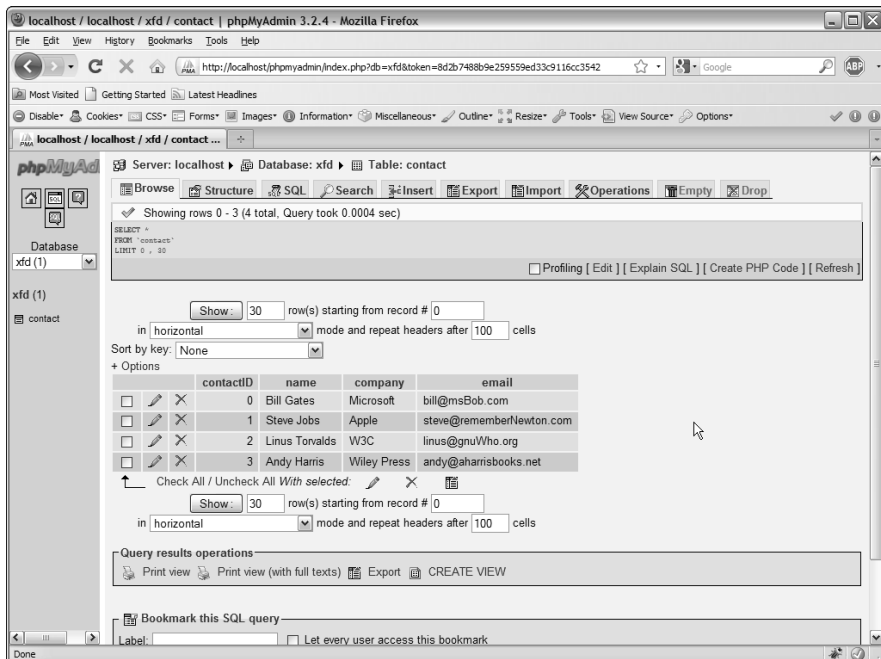 localhost / localhost / xfd / contact | phpMyAdmin 3.2.4 - Mozilla Firefox
File Edit View History Bookmarks Tools Help
http://localhost/phpmyadmin/index.php?db=xfd&token=8d2b7488b9e259559ed33c9116cc3542
Google
ABP
Most Visited Getting Started Latest Headlines
Disable Cookies CSS Forms Images Information Miscellaneous Outline Resize Tools View Source Options
PMA localhost / localhost / xfd / contact ...
phpMyAd
Server: localhost Database: xfd Table: contact
Browse Structure SQL Search Insert Export Import Operations Empty Drop
Showing rows 0 - 3 (4 total, Query took 0.0004 sec)
SELECT *
FROM `contact`
LIMIT 0 , 30
Profiling [ Edit ] [ Explain SQL ] [ Create PHP Code ] [ Refresh ]
Database
xfd (1)
xfd (1)
contact
Show : 30 row(s) starting from record # 0
in horizontal mode and repeat headers after 100 cells
Sort by key: None
+ Options
contactID name company email
0 Bill Gates Microsoft bill@msBob.com
1 Steve Jobs Apple steve@rememberNewton.com
2 Linus Torvalds W3C linus@gnuWho.org
3 Andy Harris Wiley Press andy@aharrisbooks.net
Check All / Uncheck All With selected:
Show : 30 row(s) starting from record # 0
in horizontal mode and repeat headers after 100 cells
Query results operations
Print view Print view (with full texts) Export CREATE VIEW
Bookmark this SQL query
Label: Let every user access this bookmark
Done